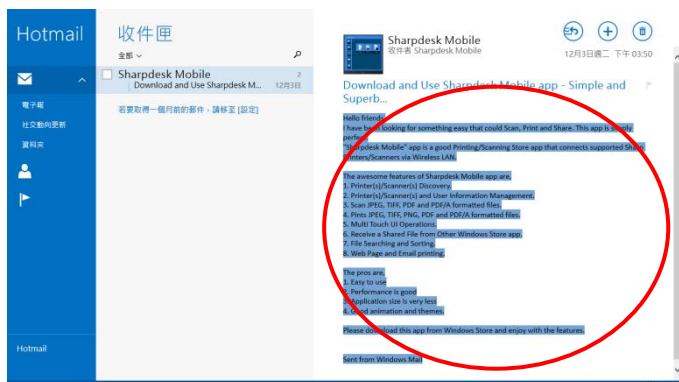 Hotmail
電子報
社交動向更新
資料夾
Hotmail
收件匣
全部
Sharpdesk Mobile
2
Download and Use Sharpdesk M...
12月3日
若要取得一個月前的郵件，請移至 [設定]
Sharpdesk Mobile
收件者 Sharpdesk Mobile
12月3日週二 下午 03:50
Download and Use Sharpdesk Mobile app - Simple and
Superb...
Hello friends,
I have been looking for something easy that could Scan, Print and Share. This app is simply
perfect.
"Sharpdesk Mobile" app is a good Printing/Scanning Store app that connects supported Sharp
Printers/Scanners via Wireless LAN.
The awesome features of Sharpdesk Mobile app are,
1. Printer(s)/Scanner(s) Discovery.
2. Printer(s)/Scanner(s) and User Information Management.
3. Scan JPEG, TIFF, PDF and PDF/A formatted files.
4. Pints JPEG, TIFF, PNG, PDF and PDF/A formatted files.
5. Multi Touch UI Operations.
6. Receive a Shared File from Other Windows Store app.
7. File Searching and Sorting.
8. Web Page and Email printing.
The pros are,
1. Easy to use
2. Performance is good
3. Application size is very less
4. Good animation and themes.
Please download this app from Windows Store and enjoy with the features.
Sent from Windows Mail